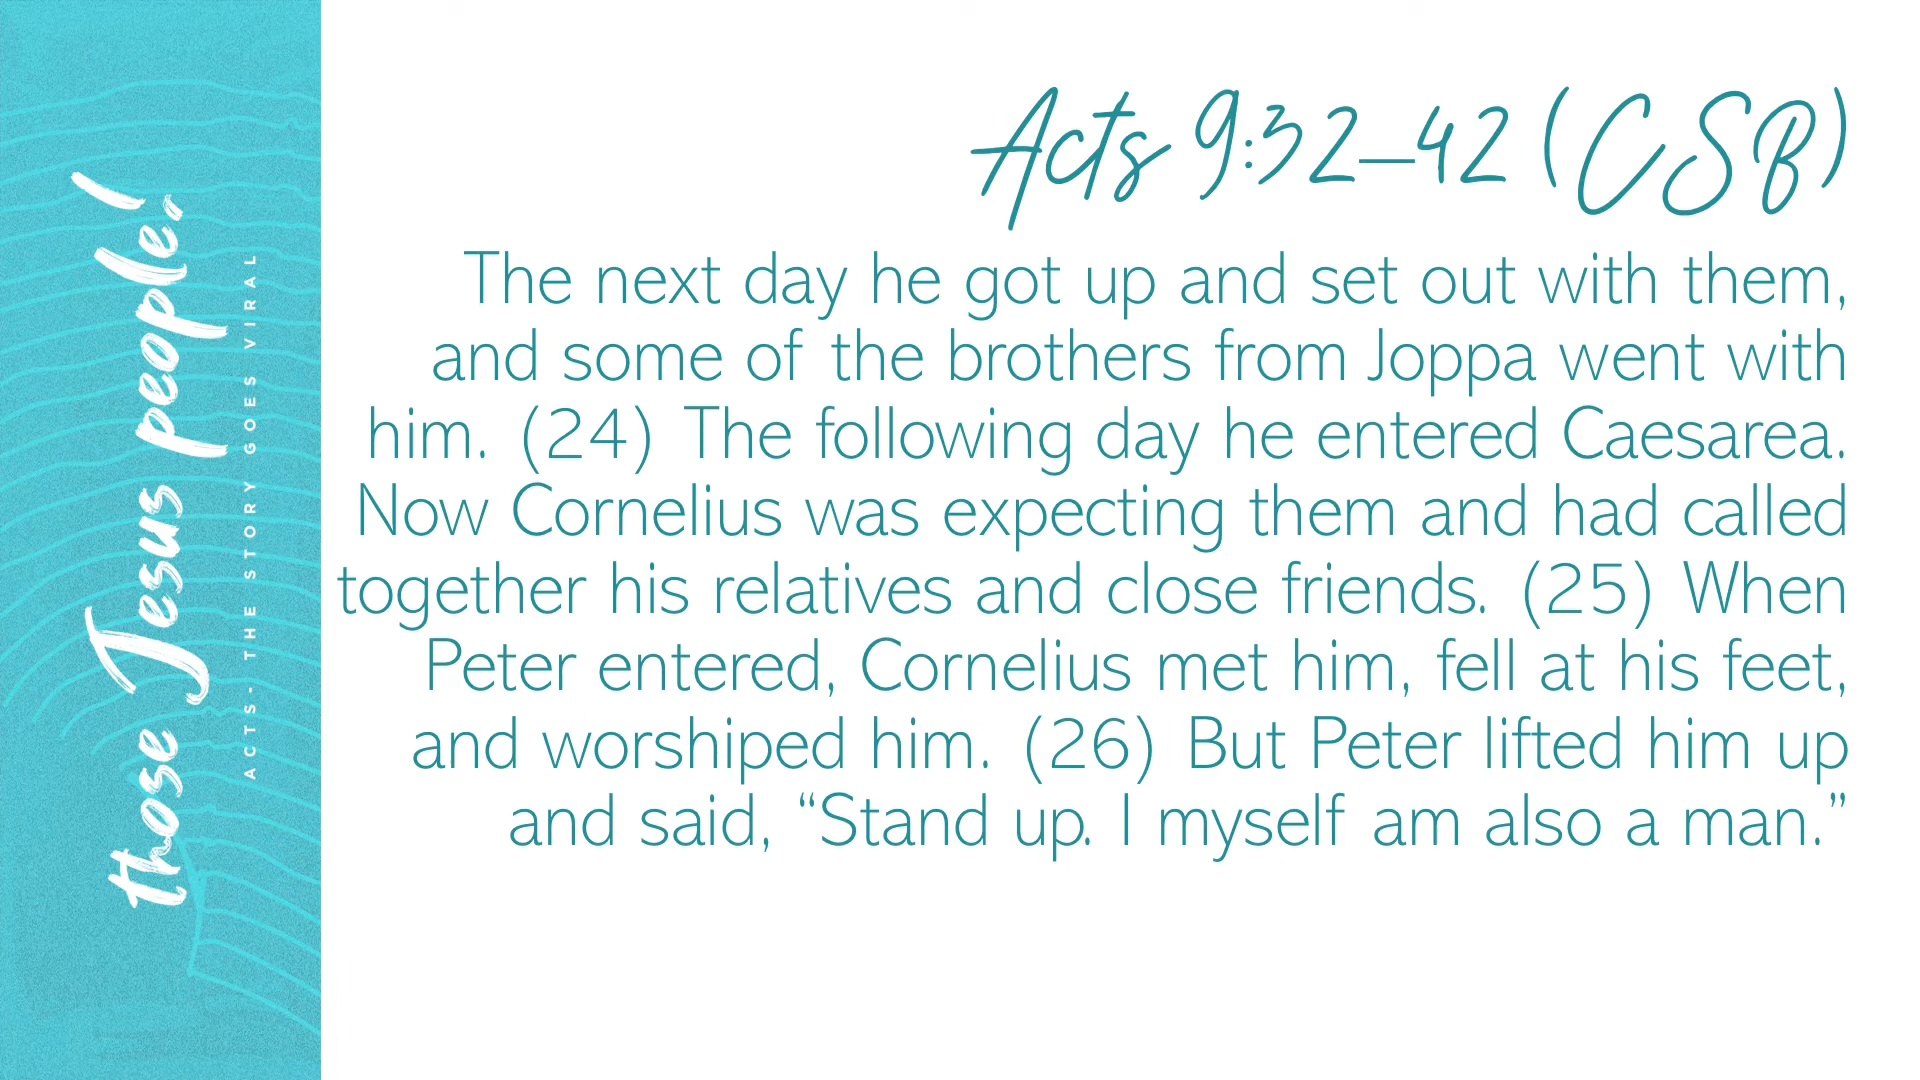 those Jesus people!
ACTS- THE STORY GOES VIRAL
Acts 9:32–42 (CSB)
The next day he got up and set out with them,
and some of the brothers from Joppa went with
him. (24) The following day he entered Caesarea.
Now Cornelius was expecting them and had called
together his relatives and close friends. (25) When
Peter entered, Cornelius met him, fell at his feet,
and worshiped him. (26) But Peter lifted him up
and said, “Stand up. I myself am also a man.”